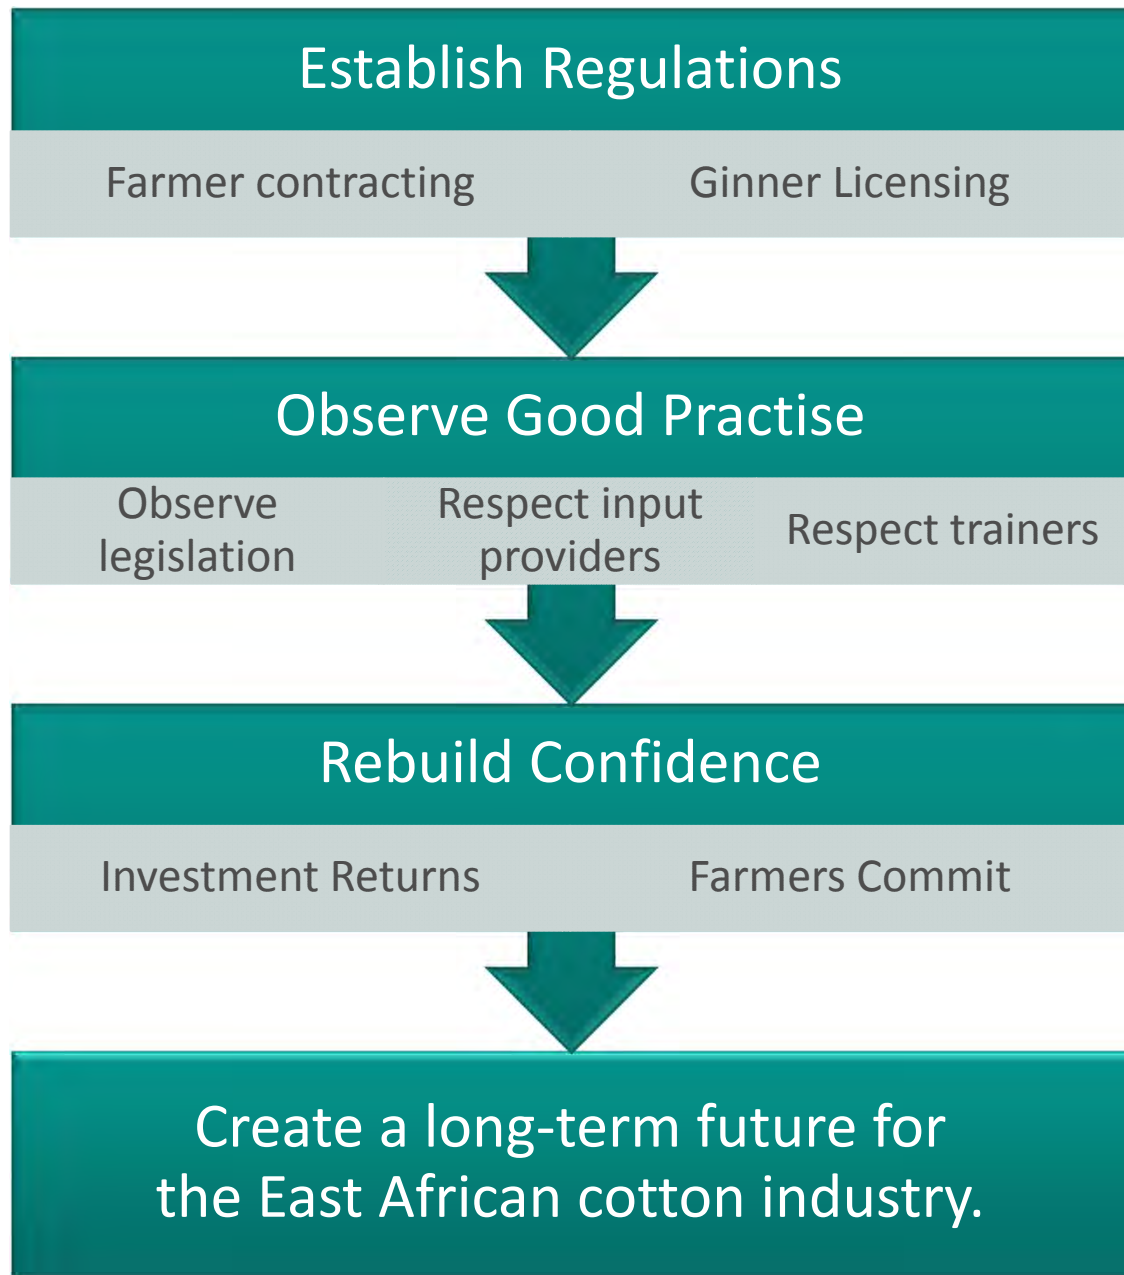 Establish Regulations
Farmer contracting
Ginner Licensing
Observe Good Practise
Observe
legislation
Respect input
providers
Respect trainers
Rebuild Confidence
Investment Returns
Farmers Commit
Create a long-term future for
the East African cotton industry.